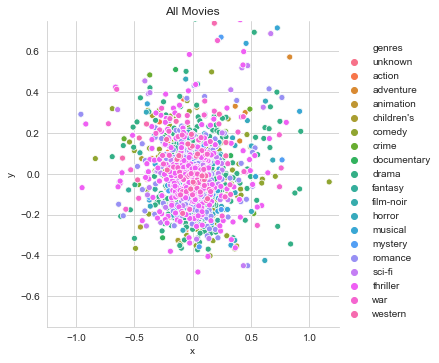 All Movies
genres
unknown
action
adventure
animation
children's
comedy
crime
documentary
drama
fantasy
film-noir
horror
musical
mystery
romance
sci-fi
thriller
war
western
y
0.6
0.4
0.2
0.0
−0.2
−0.4
−0.6
−1.0 −0.5 0.0 0.5 1.0
x